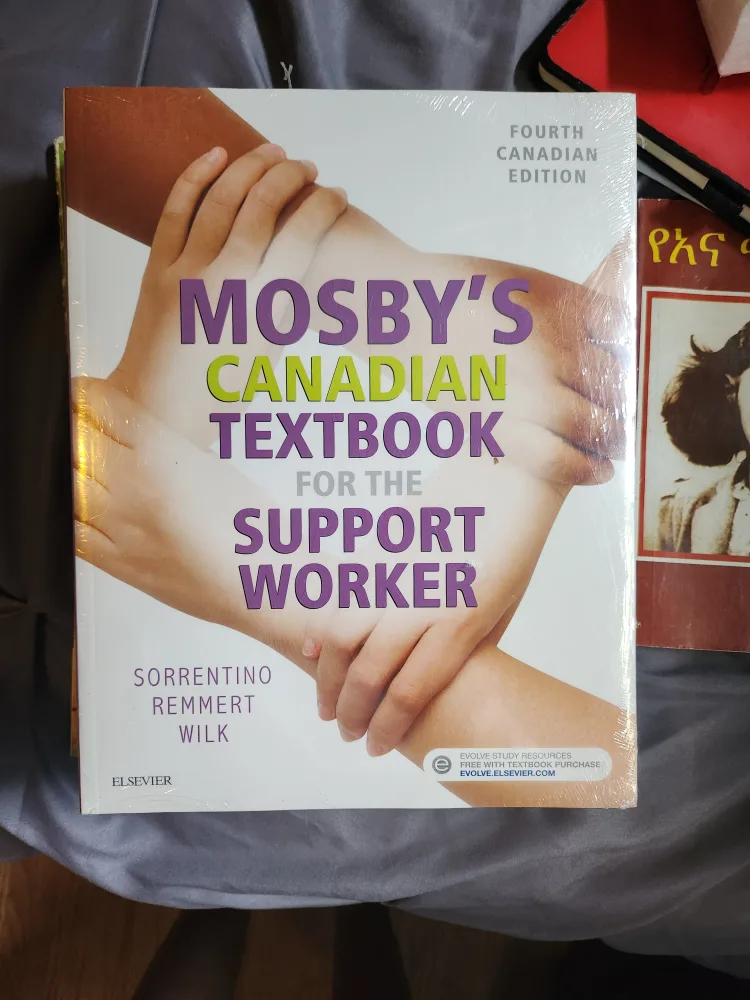 FOURTH
CANADIAN
EDITION
MOSBY'S
CANADIAN
TEXTBOOK
FOR THE
SUPPORT
WORKER
SORRENTINO
REMMERT
WILK
ELSEVIER
e
EVOLVE STUDY RESOURCES
FREE WITH TEXTBOOK PURCHASE
EVOLVE.ELSEVIER.COM
የእና